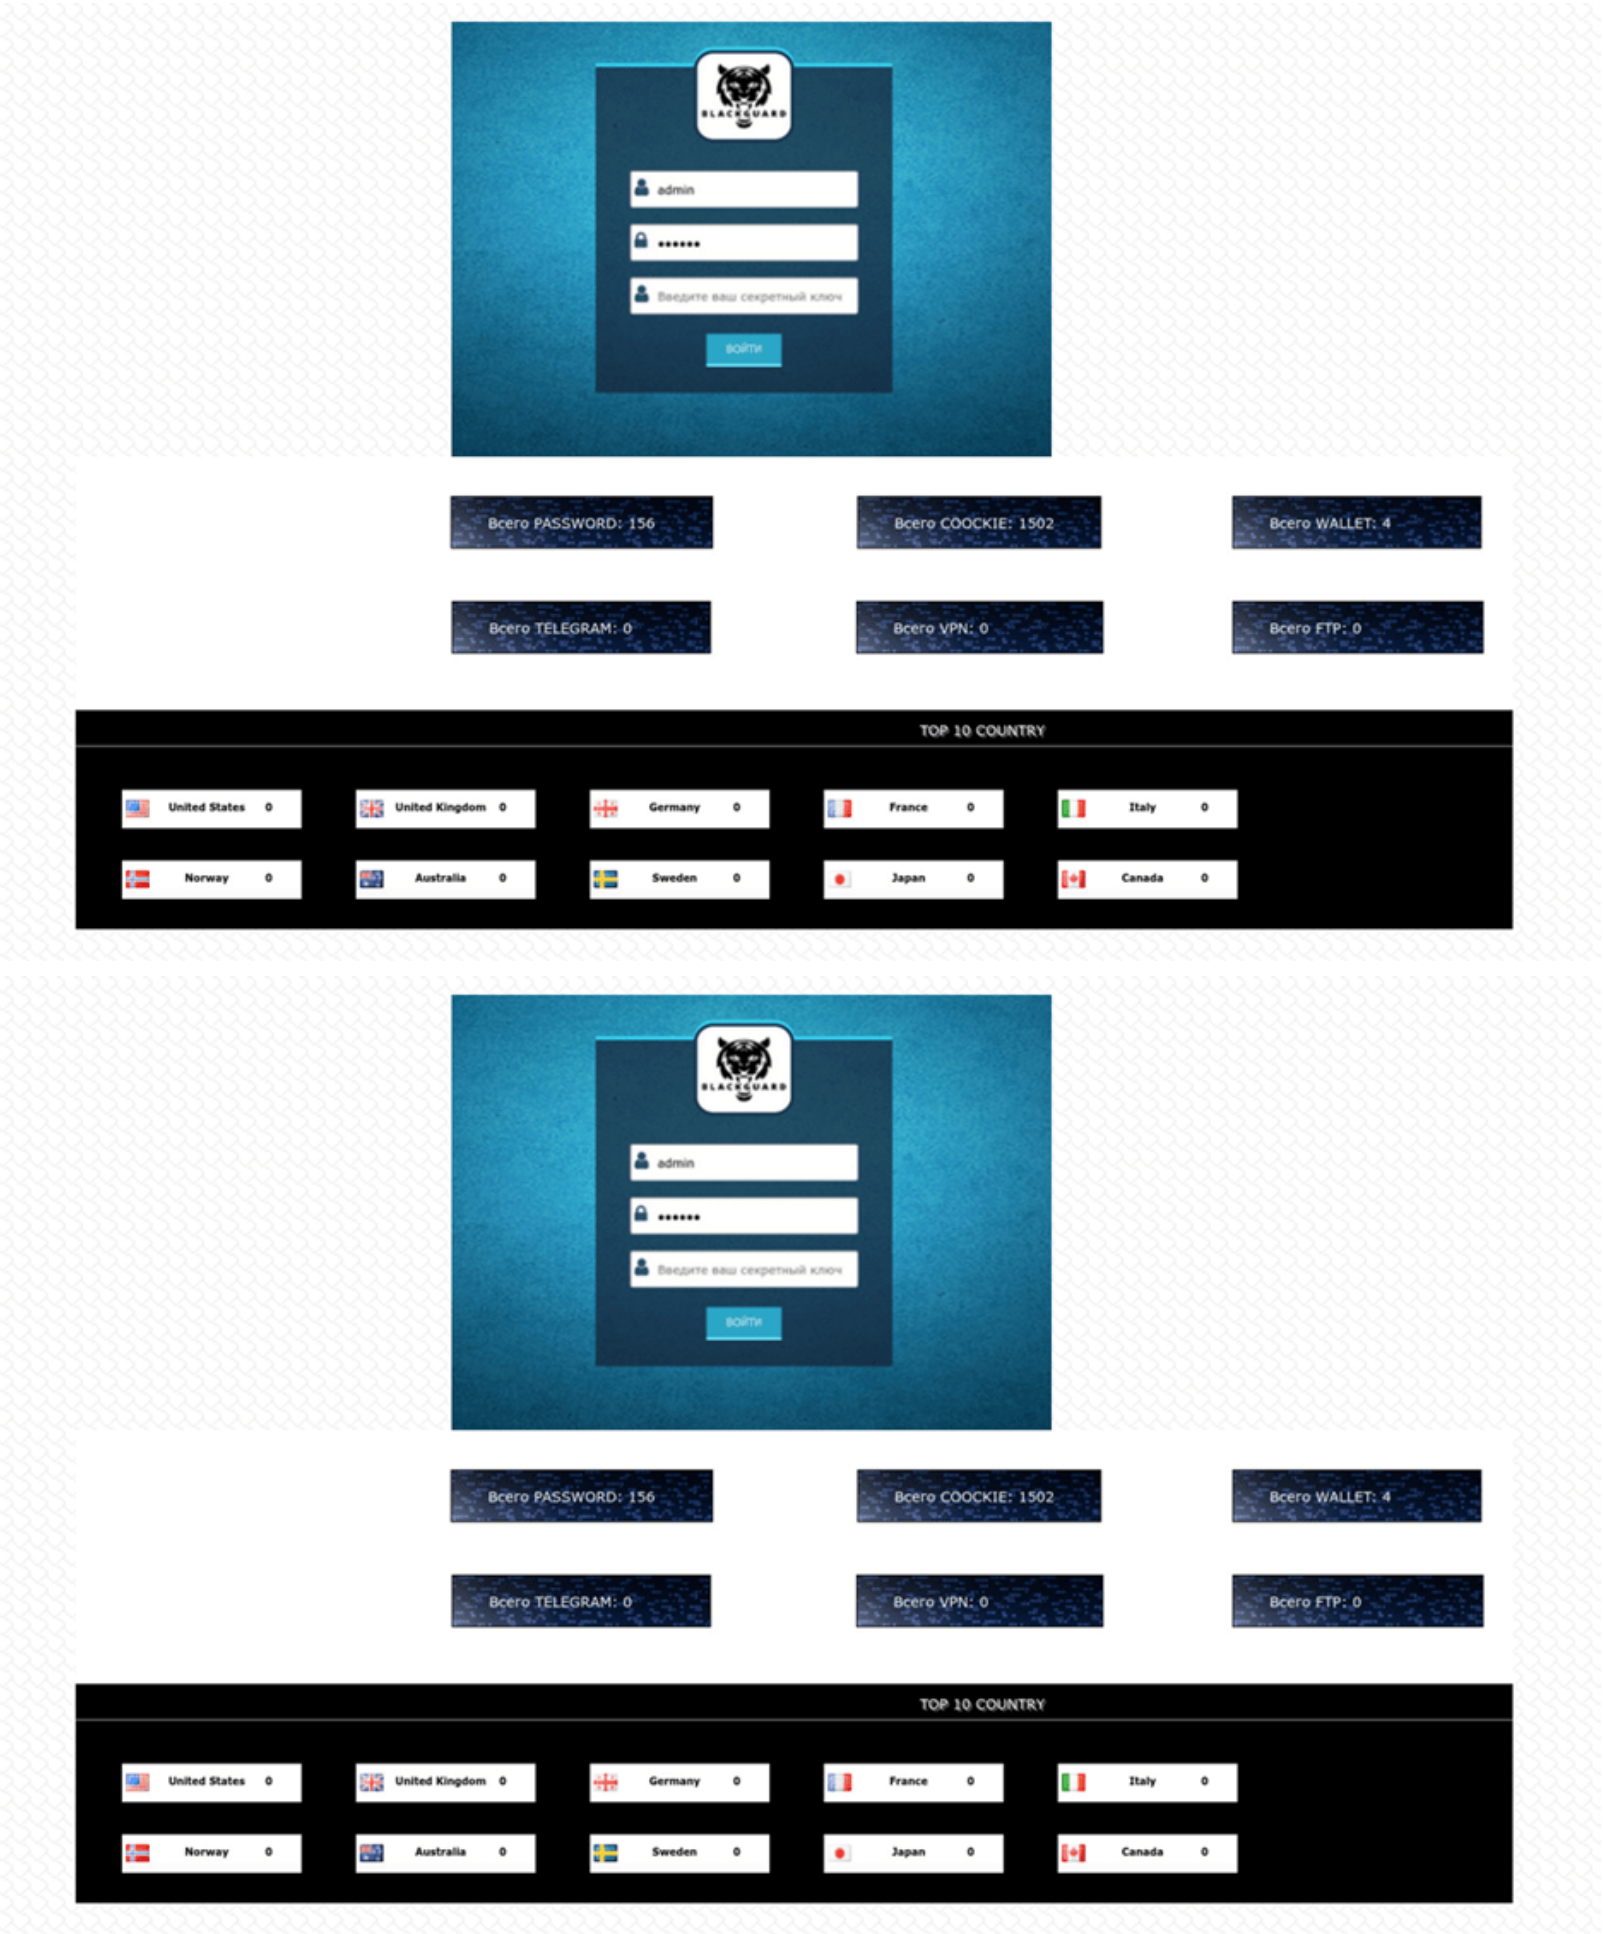 BLACKGUARD
admin
••••••
Введите ваш секретный ключ
ВОЙТИ
Всего PASSWORD: 156
Всего COOCKIE: 1502
Всего WALLET: 4
Всего TELEGRAM: 0
Всего VPN: 0
Всего FTP: 0
TOP 10 COUNTRY
United States 0
United Kingdom 0
Germany 0
France 0
Italy 0
Norway 0
Australia 0
Sweden 0
Japan 0
Canada 0
BLACKGUARD
admin
••••••
Введите ваш секретный ключ
ВОЙТИ
Всего PASSWORD: 156
Всего COOCKIE: 1502
Всего WALLET: 4
Всего TELEGRAM: 0
Всего VPN: 0
Всего FTP: 0
TOP 10 COUNTRY
United States 0
United Kingdom 0
Germany 0
France 0
Italy 0
Norway 0
Australia 0
Sweden 0
Japan 0
Canada 0